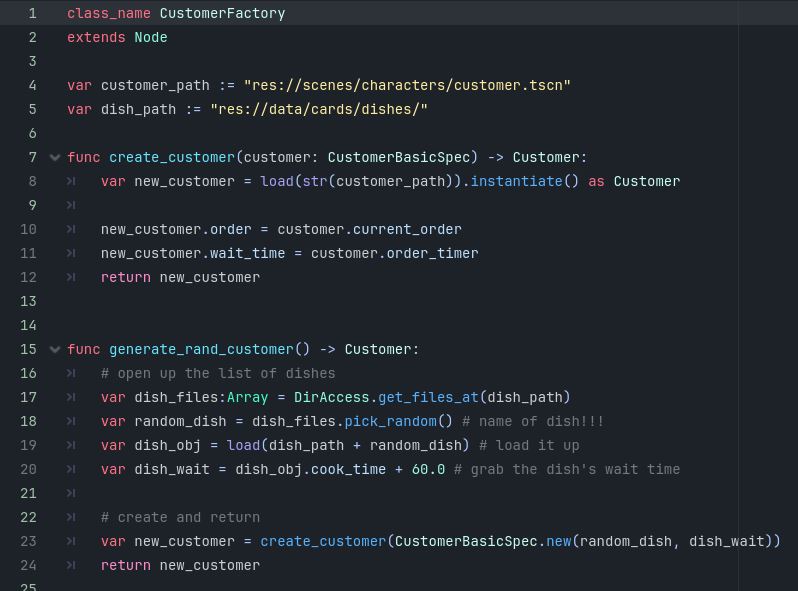 1 class_name CustomerFactory
2 extends Node
3
4 var customer_path := "res://scenes/characters/customer.tscn"
5 var dish_path := "res://data/cards/dishes/"
6
7 func create_customer(customer: CustomerBasicSpec) -> Customer:
8 var new_customer = load(str(customer_path)).instantiate() as Customer
9
10 new_customer.order = customer.current_order
11 new_customer.wait_time = customer.order_timer
12 return new_customer
13
14
15 func generate_rand_customer() -> Customer:
16 # open up the list of dishes
17 var dish_files:Array = DirAccess.get_files_at(dish_path)
18 var random_dish = dish_files.pick_random() # name of dish!!!
19 var dish_obj = load(dish_path + random_dish) # load it up
20 var dish_wait = dish_obj.cook_time + 60.0 # grab the dish's wait time
21
22 # create and return
23 var new_customer = create_customer(CustomerBasicSpec.new(random_dish, dish_wait))
24 return new_customer
25